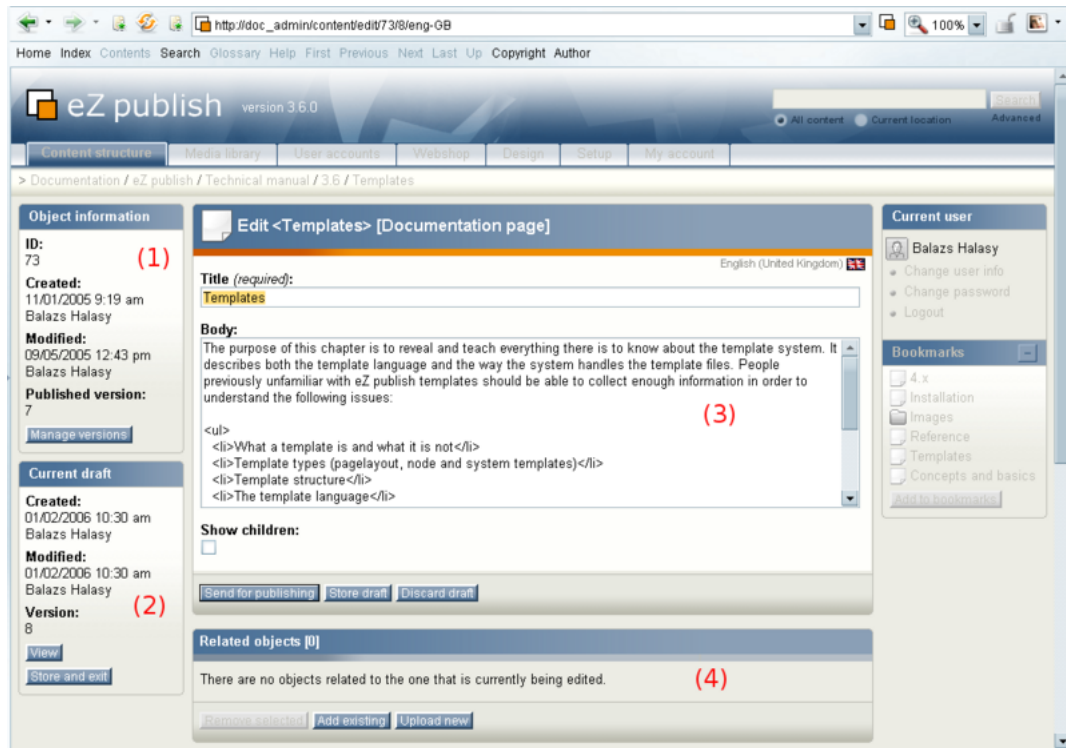 http://doc_admin/content/edit/73/8/eng-GB
100%
Home Index Contents Search Glossary Help First Previous Next Last Up Copyright Author
eZ publish version 3.6.0
Search
All content Current location Advanced
Content structure Media library User accounts Webshop Design Setup My account
> Documentation / eZ publish / Technical manual / 3.6 / Templates
Object information
ID:
73
(1)
Created:
11/01/2005 9:19 am
Balazs Halasy
Modified:
09/05/2005 12:43 pm
Balazs Halasy
Published version:
7
Manage versions
Current draft
Created:
01/02/2006 10:30 am
Balazs Halasy
Modified:
01/02/2006 10:30 am
Balazs Halasy
(2)
Version:
8
View
Store and exit
Edit <Templates> [Documentation page]
English (United Kingdom)
Title (required):
Templates
Body:
The purpose of this chapter is to reveal and teach everything there is to know about the template system. It
describes both the template language and the way the system handles the template files. People
previously unfamiliar with eZ publish templates should be able to collect enough information in order to
understand the following issues:
(3)
<ul>
<li>What a template is and what it is not</li>
<li>Template types (pagelayout, node and system templates)</li>
<li>Template structure</li>
<li>The template language</li>
Show children:
Send for publishing Store draft Discard draft
Related objects [0]
There are no objects related to the one that is currently being edited.
(4)
Remove selected Add existing Upload new
Current user
Balazs Halasy
Change user info
Change password
Logout
Bookmarks
4.x
Installation
Images
Reference
Templates
Concepts and basics
Add to bookmarks